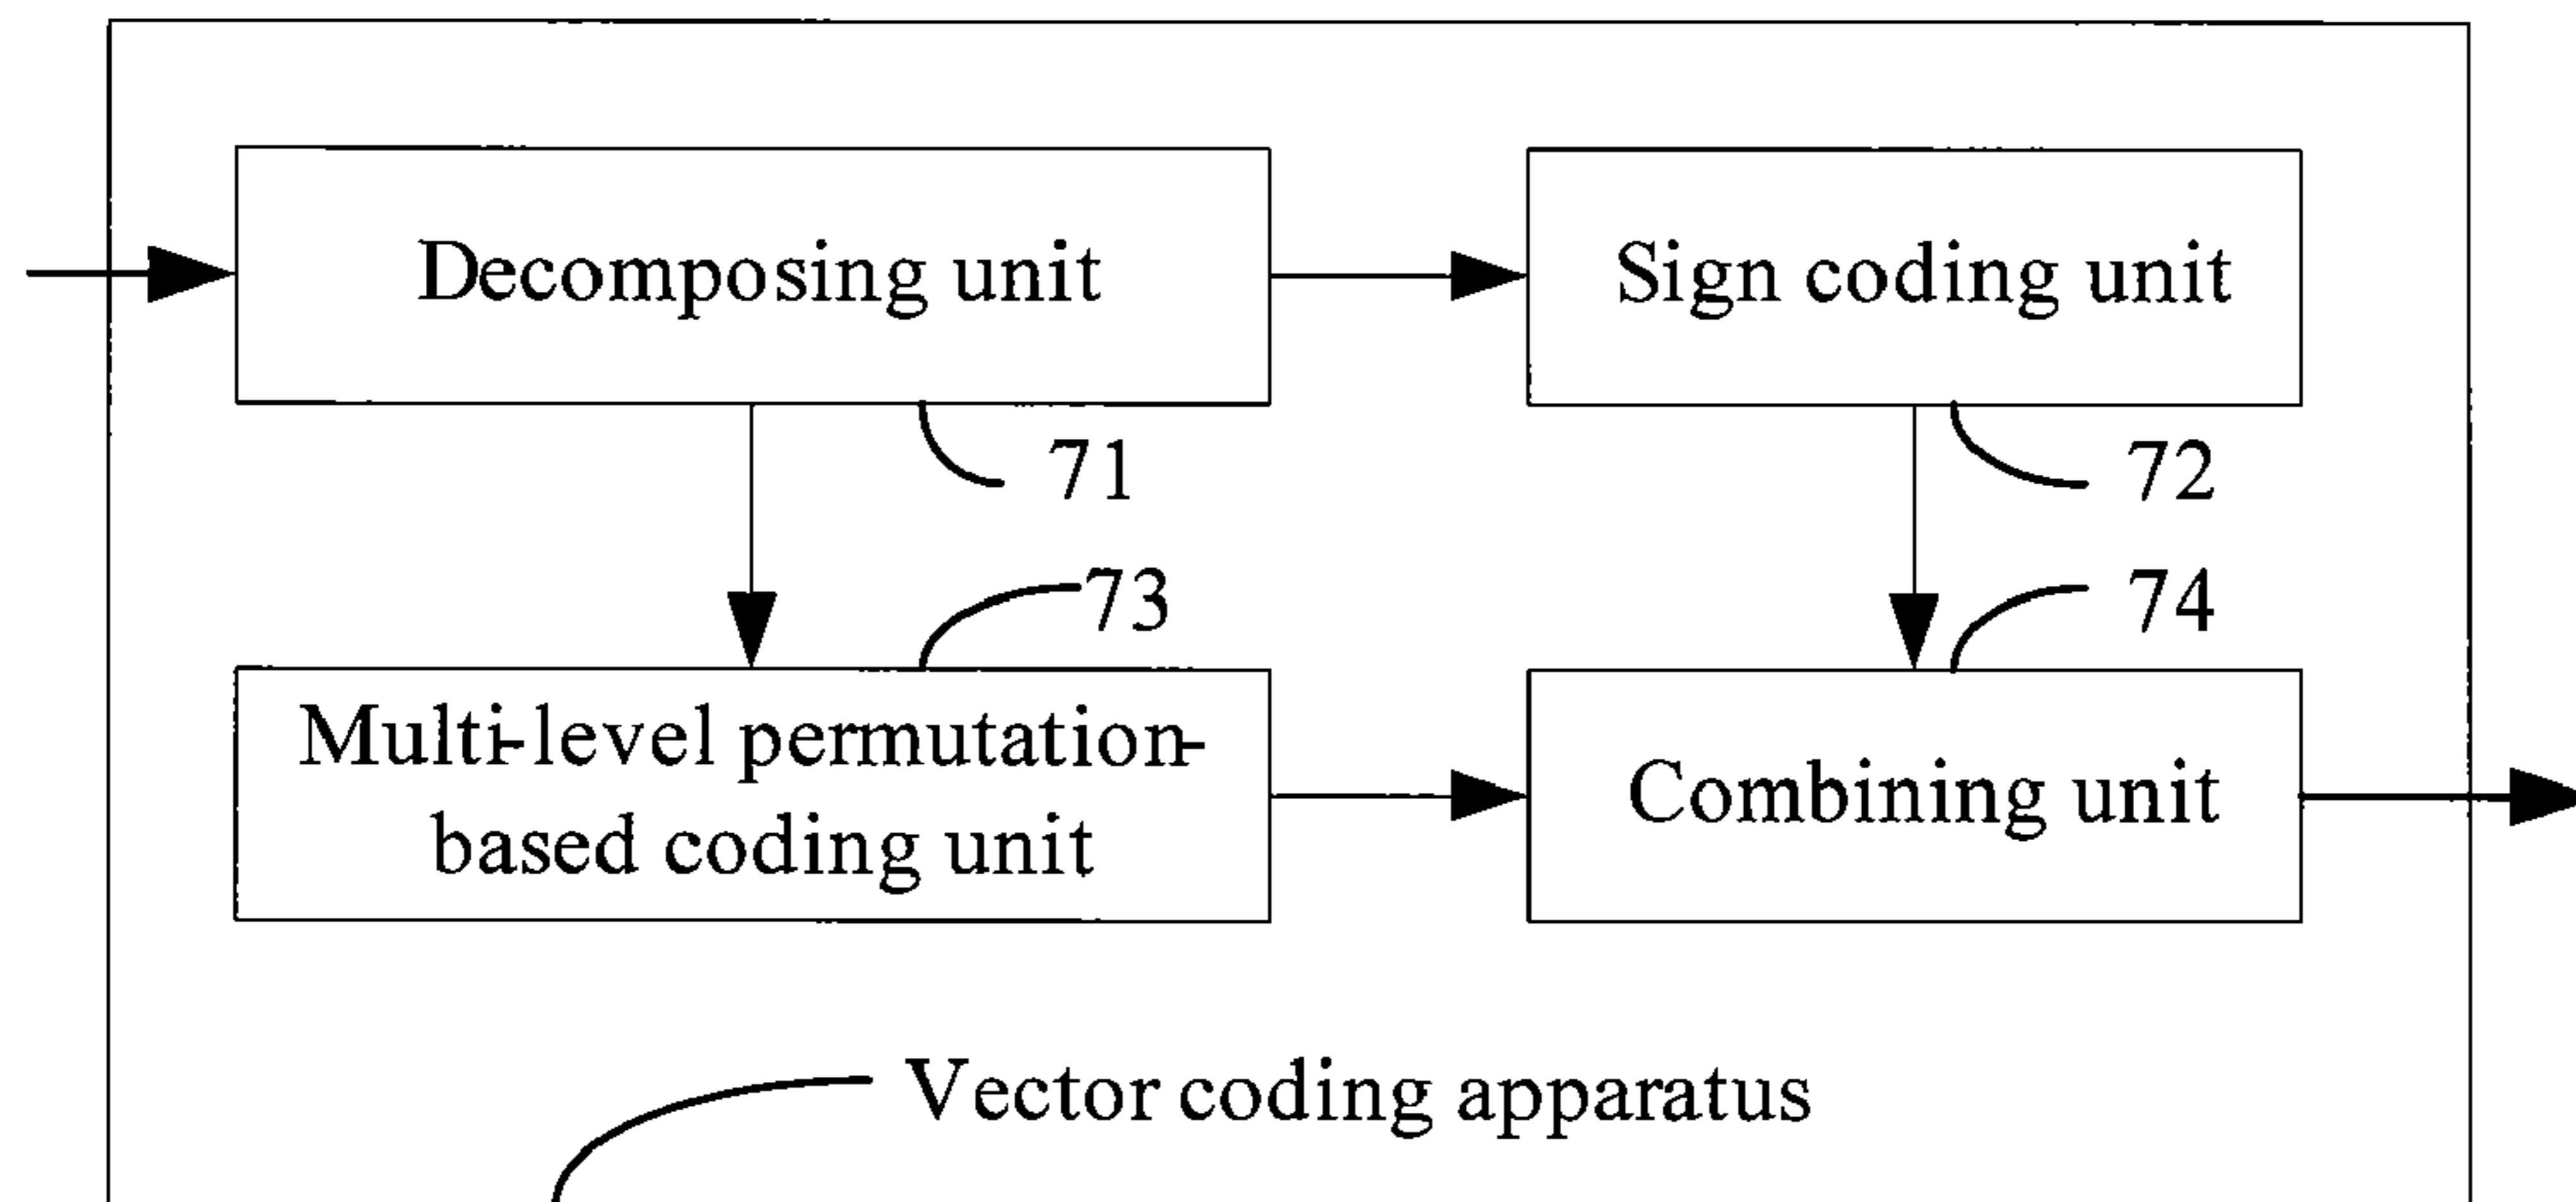 Decomposing unit
Sign coding unit
71
72
73
74
Multi-level permutation-
based coding unit
Combining unit
Vector coding apparatus